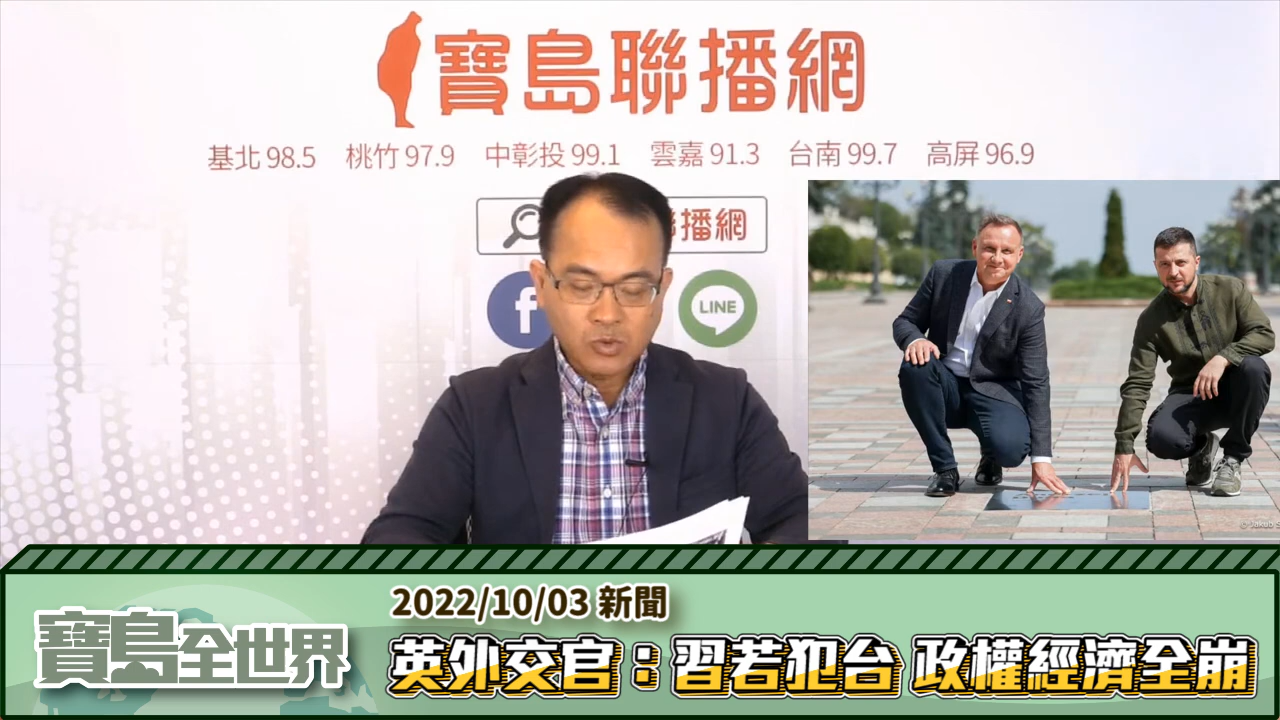 寶島聯播網
基北 98.5 桃竹 97.9 中彰投 99.1 雲嘉 91.3 台南 99.7 高屏 96.9
聯播網
f
LINE
© Jakub S
2022/10/03 新聞
寶島全世界
英外交官：習若犯台 政權經濟全崩